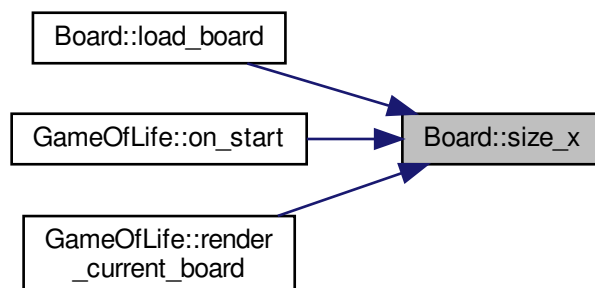 Board::load_board
GameOfLife::on_start
Board::size_x
GameOfLife::render
_current_board